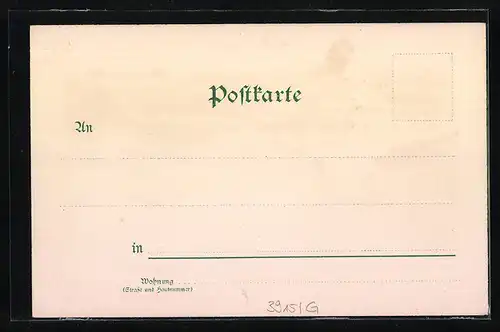 Postkarte
An
in
Wohnung
(Straße und Hausnummer)
3915/G